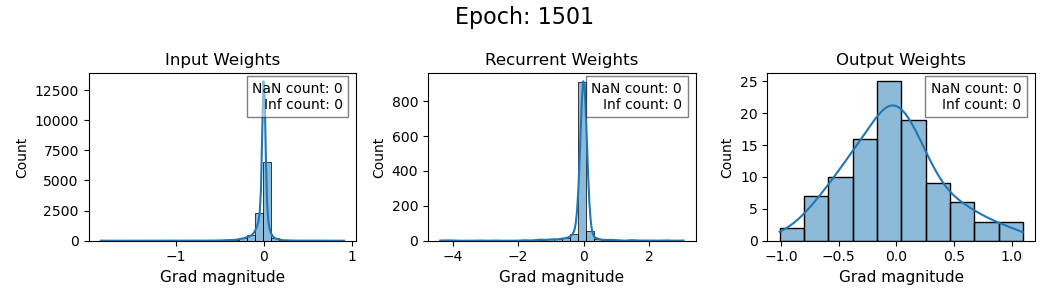 Epoch: 1501
Input Weights
NaN count: 0
Inf count: 0
12500
10000
7500
5000
2500
0
Count
−1
0
1
Grad magnitude
Recurrent Weights
NaN count: 0
Inf count: 0
800
600
400
200
0
Count
−4
−2
0
2
Grad magnitude
Output Weights
NaN count: 0
Inf count: 0
25
20
15
10
5
0
Count
−1.0
−0.5
0.0
0.5
1.0
Grad magnitude